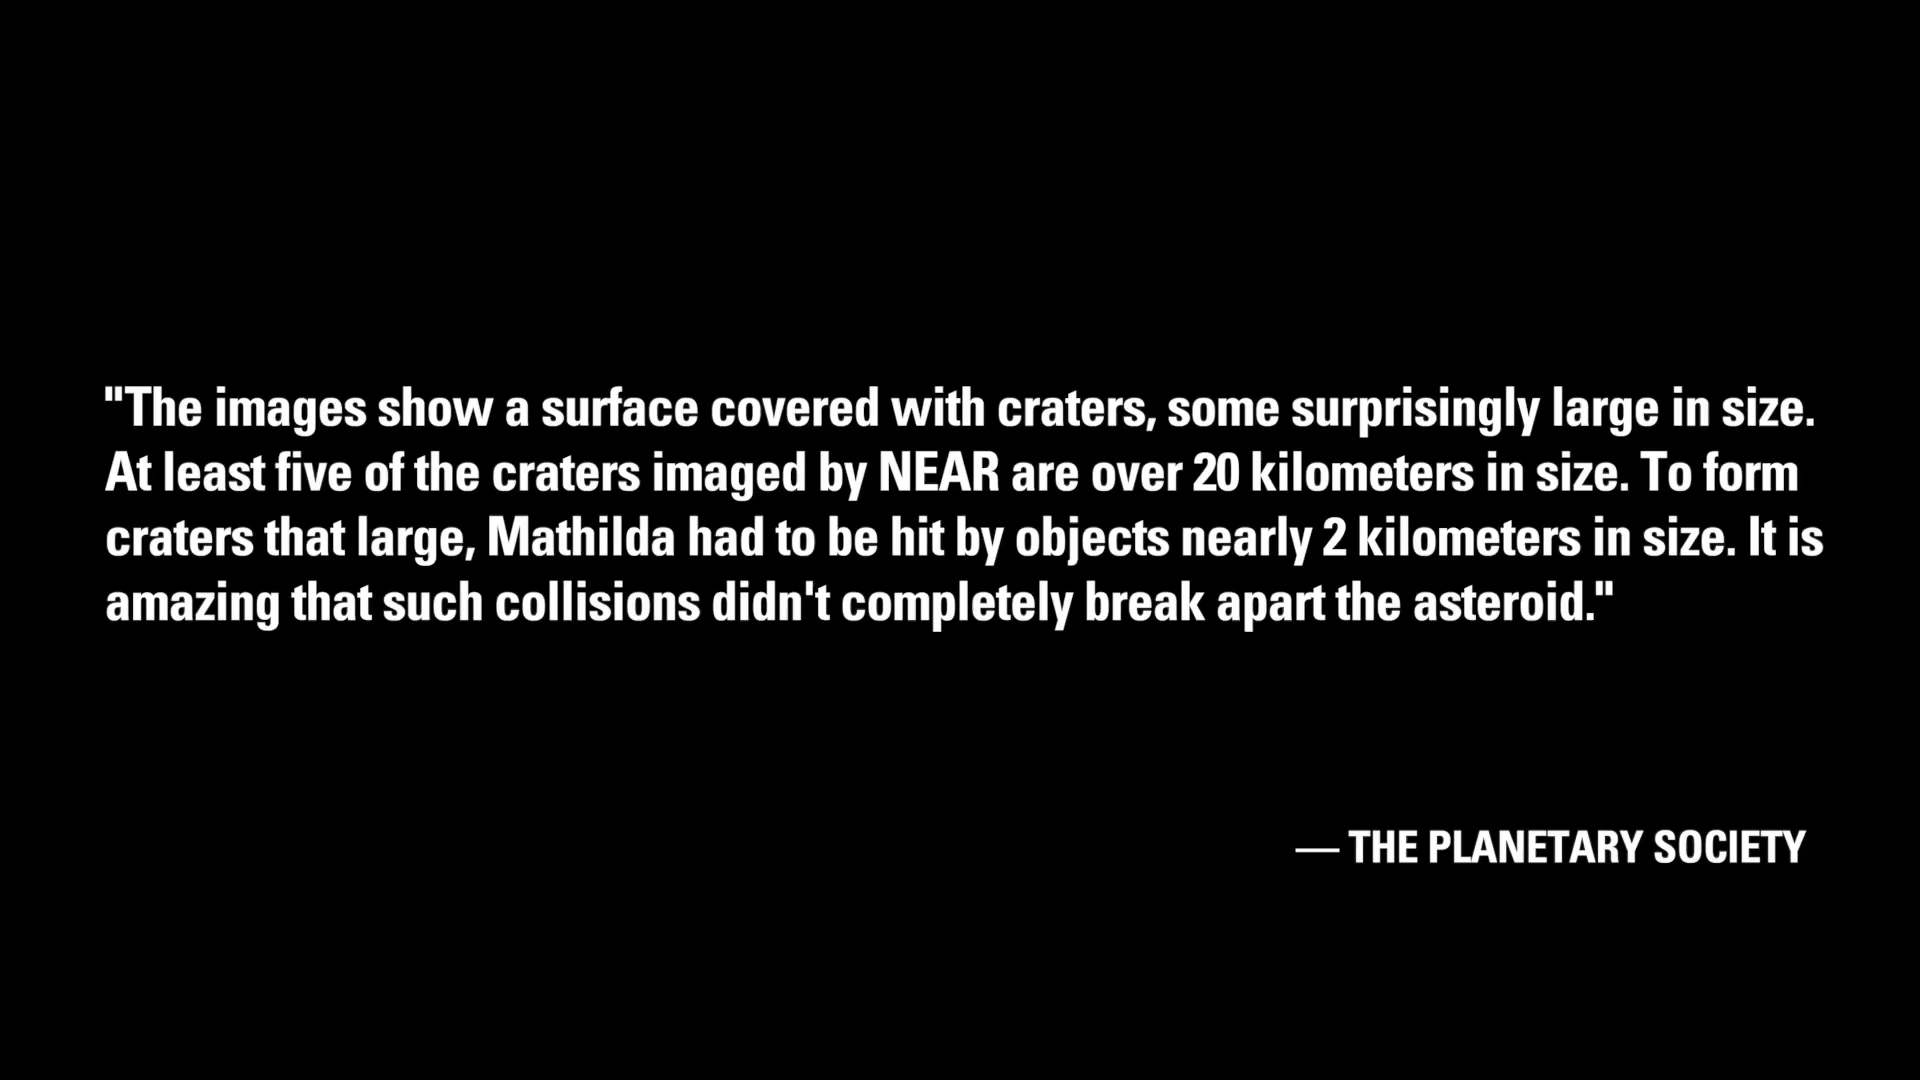 "The images show a surface covered with craters, some surprisingly large in size.
At least five of the craters imaged by NEAR are over 20 kilometers in size. To form
craters that large, Mathilda had to be hit by objects nearly 2 kilometers in size. It is
amazing that such collisions didn't completely break apart the asteroid."
— THE PLANETARY SOCIETY